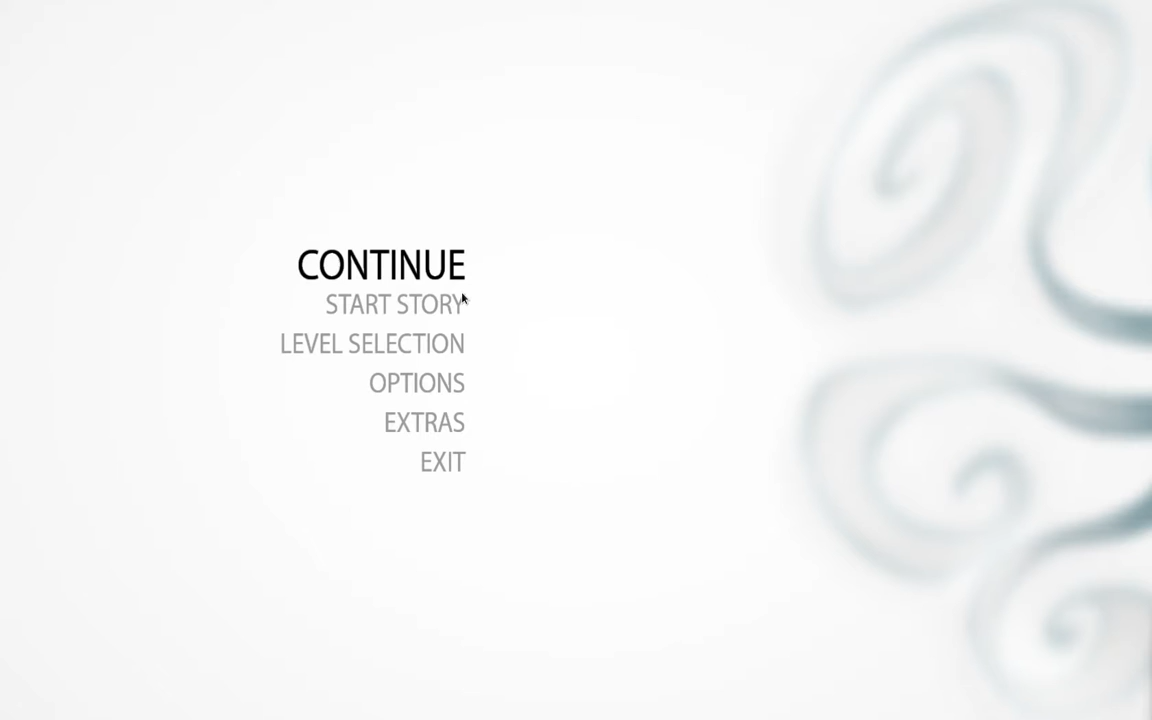 CONTINUE
START STORY
LEVEL SELECTION
OPTIONS
EXTRAS
EXIT